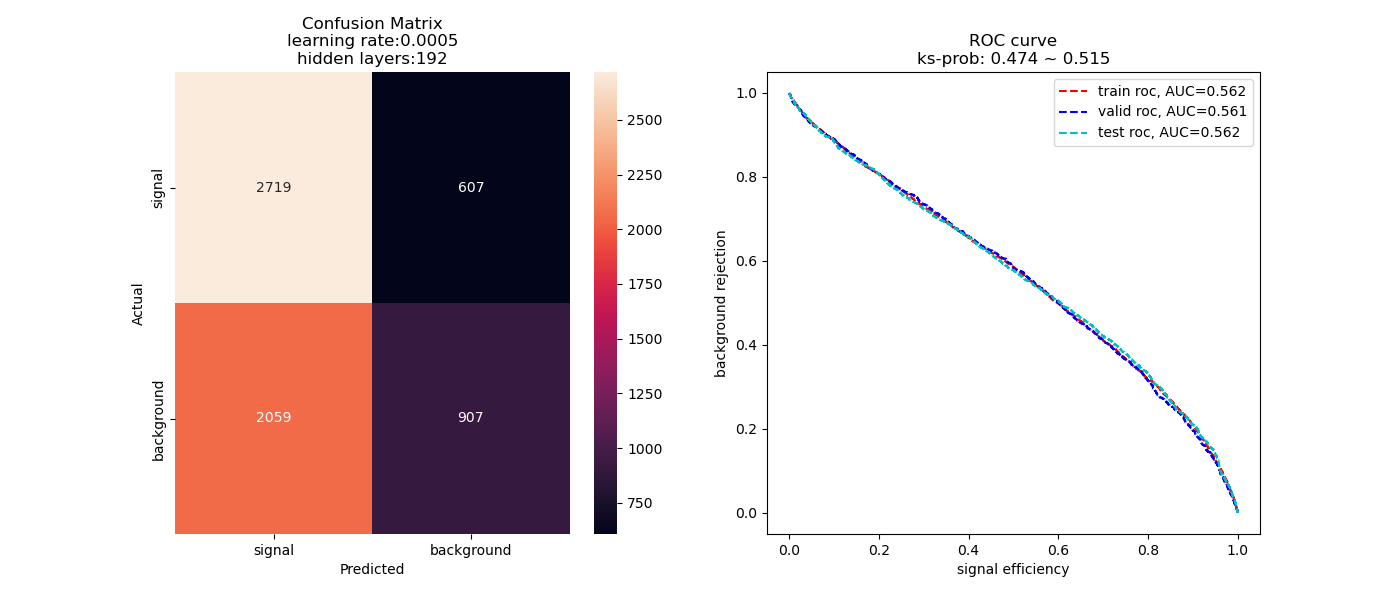 Confusion Matrix
learning rate:0.0005
hidden layers:192
signal
background
Actual
2719
607
2059
907
signal
background
Predicted
2500
2250
2000
1750
1500
1250
1000
750
ROC curve
ks-prob: 0.474 ~ 0.515
train roc, AUC=0.562
valid roc, AUC=0.561
test roc, AUC=0.562
background rejection
1.0
0.8
0.6
0.4
0.2
0.0
0.0
0.2
0.4
0.6
0.8
1.0
signal efficiency